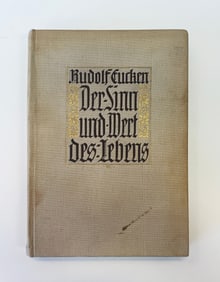 Rudolf Eucken
Der·Sinn
und·Wert
des·Lebens